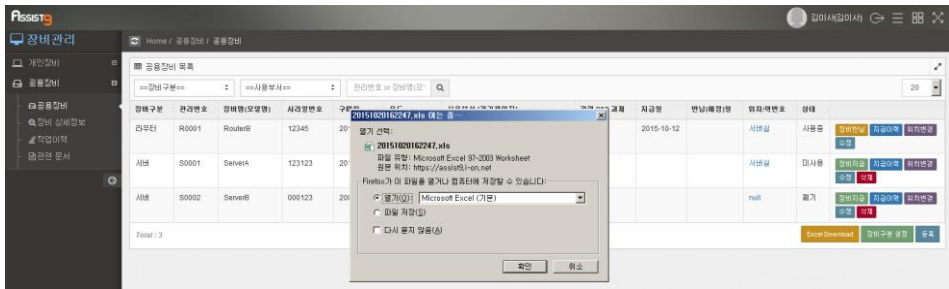 Assist9
김이사(김이사)
장비관리
Home / 공용장비 / 공용장비
개인장비
공용장비
공용장비
장비 상세정보
작업이력
관련 문서
공용장비 목록
==장비구분==
==사용부서==
관리번호 or 장비명(모
20
장비구분 관리번호 장비명(모델명) 시리얼번호 과제 지급일 반납(예정)일 위치/랙번호 상태
라우터 R0001 RouterB 12345 2015-10-12 서버실 사용중
장비반납 지급이력 위치변경
수정
서버 S0001 ServerA 123123 서버실 미사용
장비지급 지급이력 위치변경
수정 삭제
서버 S0002 ServerB 000123 null 폐기
장비지급 지급이력 위치변경
수정 삭제
Total : 3
Excel Download 장비구분 설정 등록
20151020162247.xls 여는 중
열기 선택:
20151020162247.xls
파일 유형: Microsoft Excel 97-2003 Worksheet
원본 위치: https://assist9.i-on.net
Firefox가 이 파일을 열거나 컴퓨터에 저장할 수 있습니다:
열기(O): Microsoft Excel (기본)
파일 저장(S)
다시 묻지 않음(A)
확인 취소